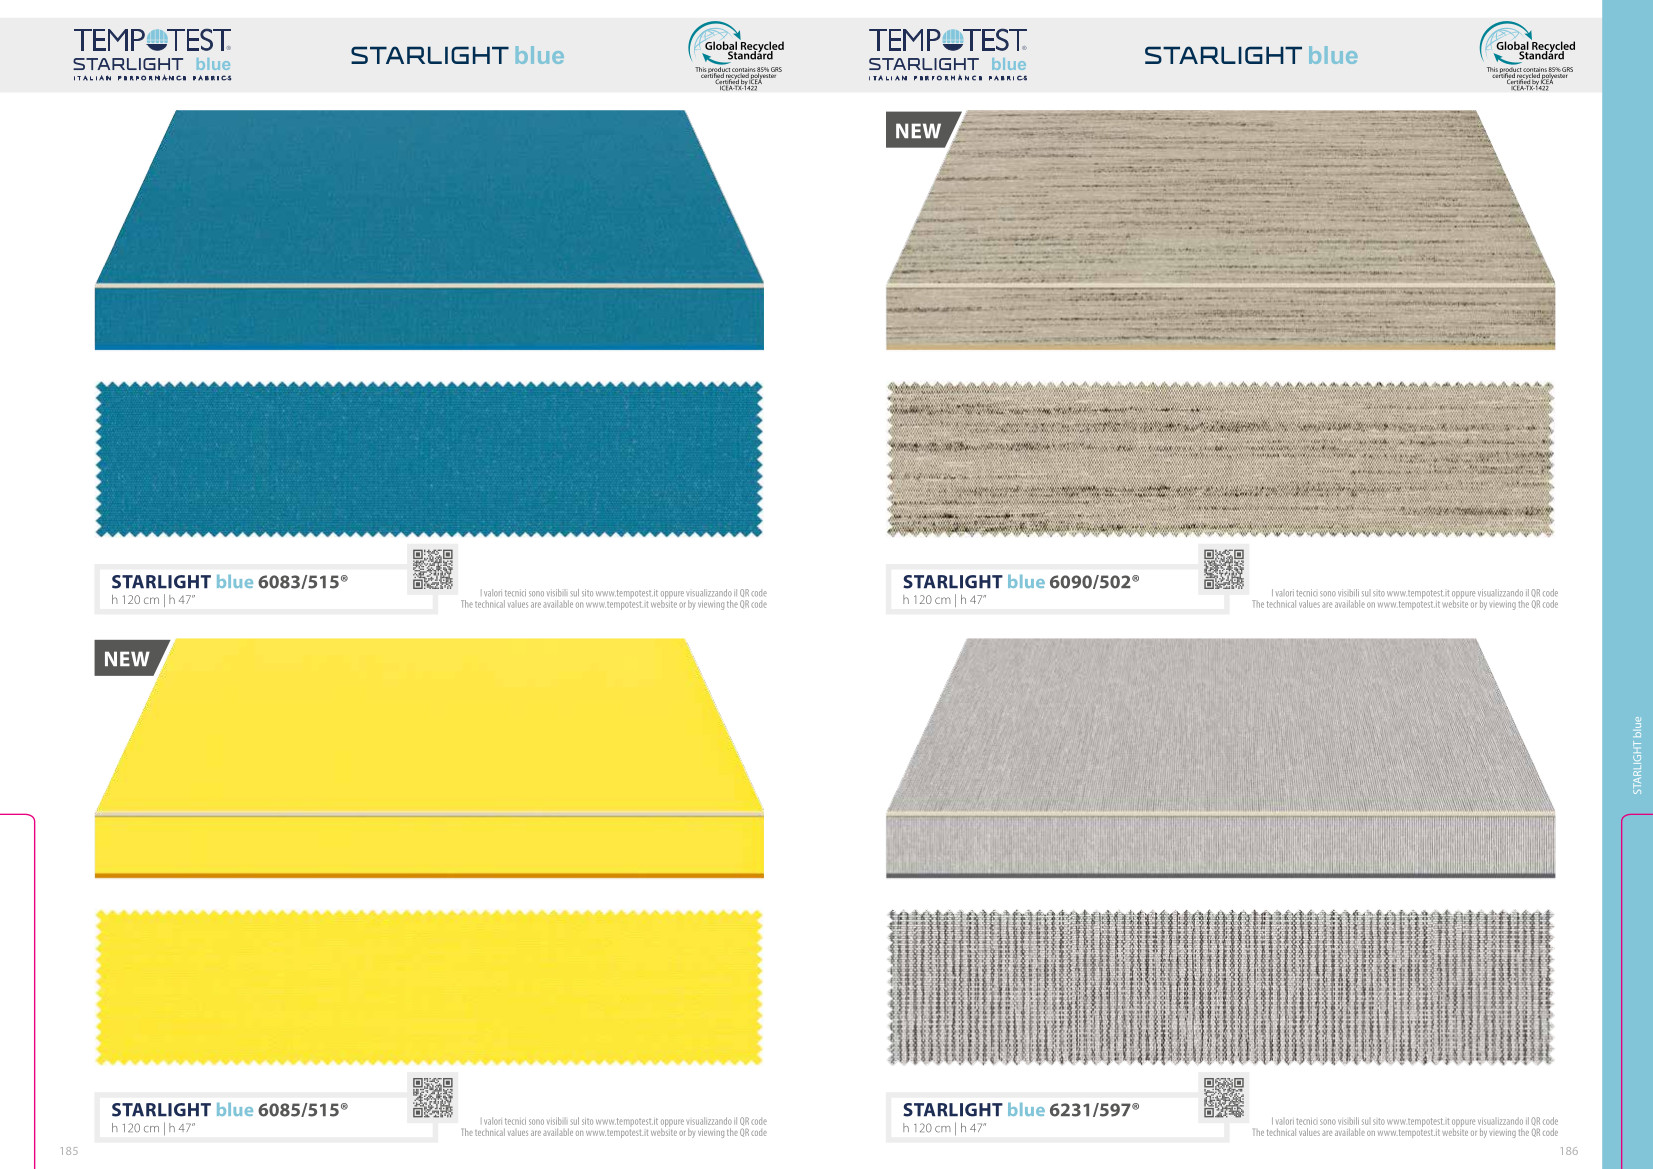 TEMPOTEST®
STARLIGHT blue
ITALIAN PERFORMANCE FABRICS
STARLIGHT blue
Global Recycled
Standard
This product contains 85% GRS
certified recycled polyester
Certified by ICEA
ICEA-TX-1422
STARLIGHT blue 6083/515®
h 120 cm | h 47”
I valori tecnici sono visibili sul sito www.tempotest.it oppure visualizzando il QR code
The technical values are available on www.tempotest.it website or by viewing the QR code
NEW
STARLIGHT blue 6085/515®
h 120 cm | h 47”
I valori tecnici sono visibili sul sito www.tempotest.it oppure visualizzando il QR code
The technical values are available on www.tempotest.it website or by viewing the QR code
185
TEMPOTEST®
STARLIGHT blue
ITALIAN PERFORMANCE FABRICS
STARLIGHT blue
Global Recycled
Standard
This product contains 85% GRS
certified recycled polyester
Certified by ICEA
ICEA-TX-1422
NEW
STARLIGHT blue 6090/502®
h 120 cm | h 47”
I valori tecnici sono visibili sul sito www.tempotest.it oppure visualizzando il QR code
The technical values are available on www.tempotest.it website or by viewing the QR code
STARLIGHT blue 6231/597®
h 120 cm | h 47”
I valori tecnici sono visibili sul sito www.tempotest.it oppure visualizzando il QR code
The technical values are available on www.tempotest.it website or by viewing the QR code
186
STARLIGHT blue